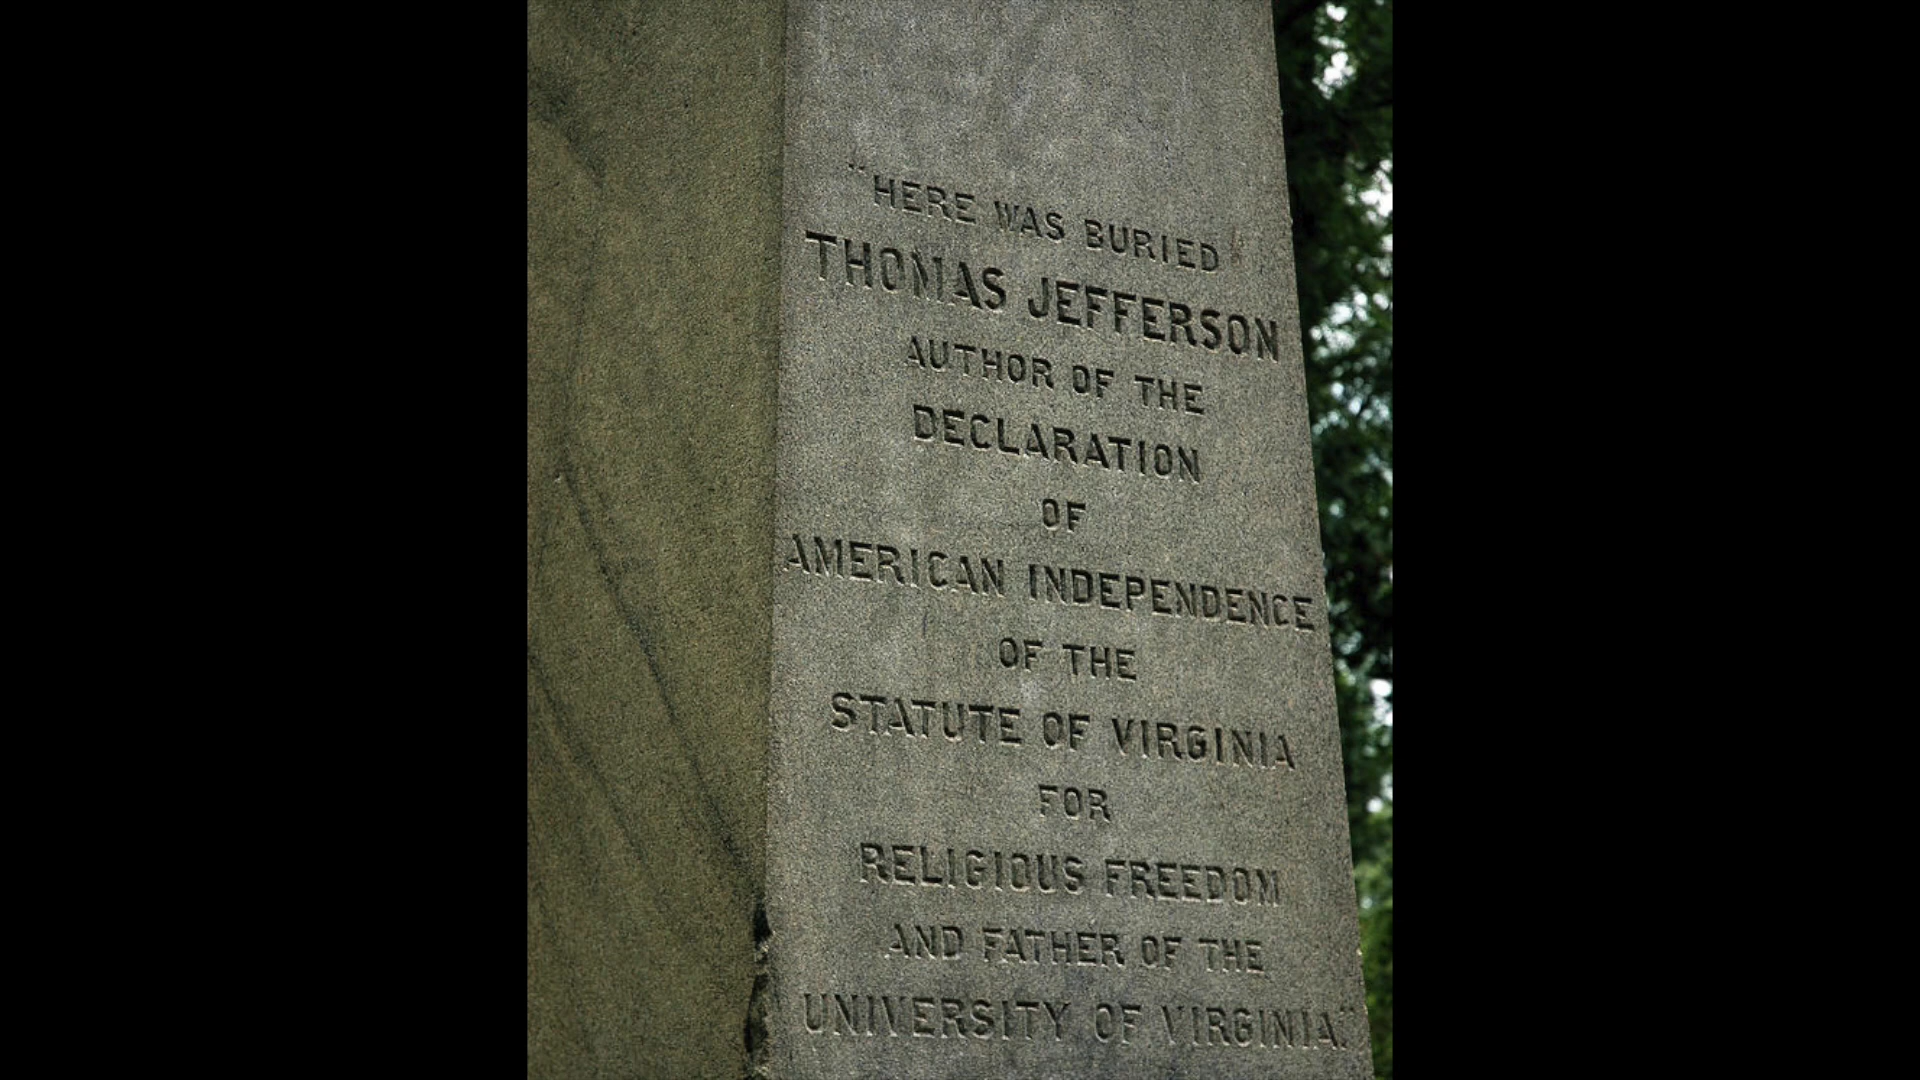 "HERE WAS BURIED
THOMAS JEFFERSON
AUTHOR OF THE
DECLARATION
OF
AMERICAN INDEPENDENCE
OF THE
STATUTE OF VIRGINIA
FOR
RELIGIOUS FREEDOM
AND FATHER OF THE
UNIVERSITY OF VIRGINIA."